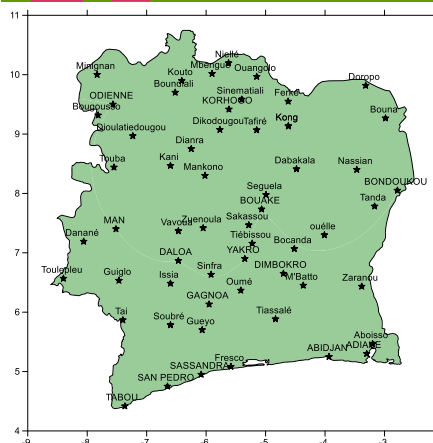 11
10
9
8
7
6
5
4
-9
-8
-7
-6
-5
-4
-3
Niellé
Minignan
Mbengue
Ouangolo
Kouto
Doropo
Boundiali
Sinematiali
Ferké
ODIENNE
KORHOGO
Bougousso
Bouna
Dioulatiedougou
Dikodougou
Tafiré
Kong
Dianra
Touba
Kani
Mankono
Dabakala
Nassian
BONDOUKOU
Seguela
Tanda
BOUAKE
MAN
Vavoua
Zuenoula
Sakassou
ouélle
Danané
Tiébissou
Bocanda
DALOA
YAKRO
Toulepleu
Guiglo
Issia
Sinfra
DIMBOKRO
M'Batto
Zaranou
Oumé
GAGNOA
Tai
Soubré
Gueyo
Tiassalé
Aboisso
ADIAKE
ABIDJAN
Fresco
SASSANDRA
SAN PEDRO
TABOU